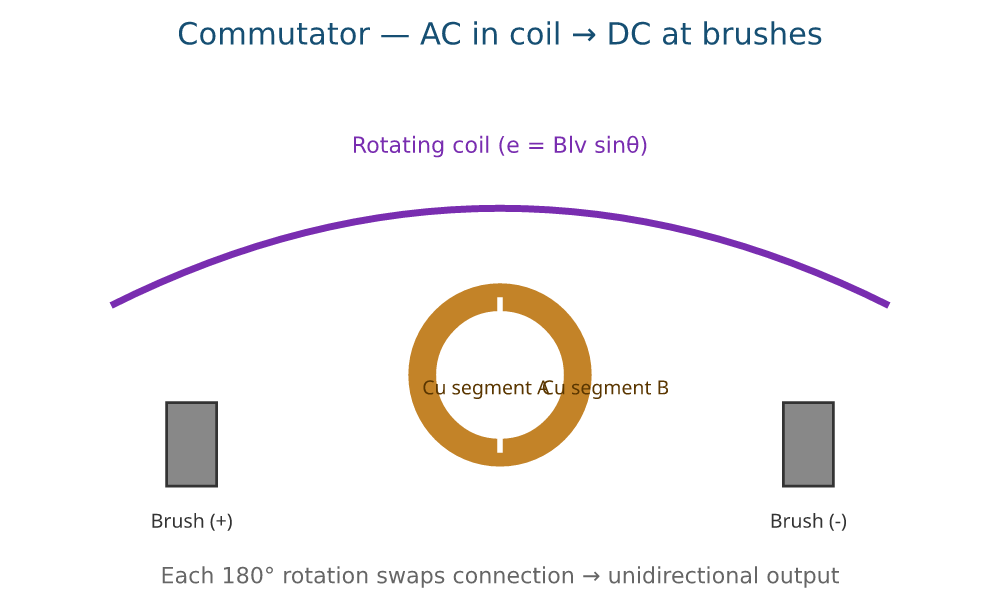 Commutator — AC in coil → DC at brushes
Rotating coil (e = Blv sinθ)
Cu segment A
Cu segment B
Brush (+)
Brush (-)
Each 180° rotation swaps connection → unidirectional output